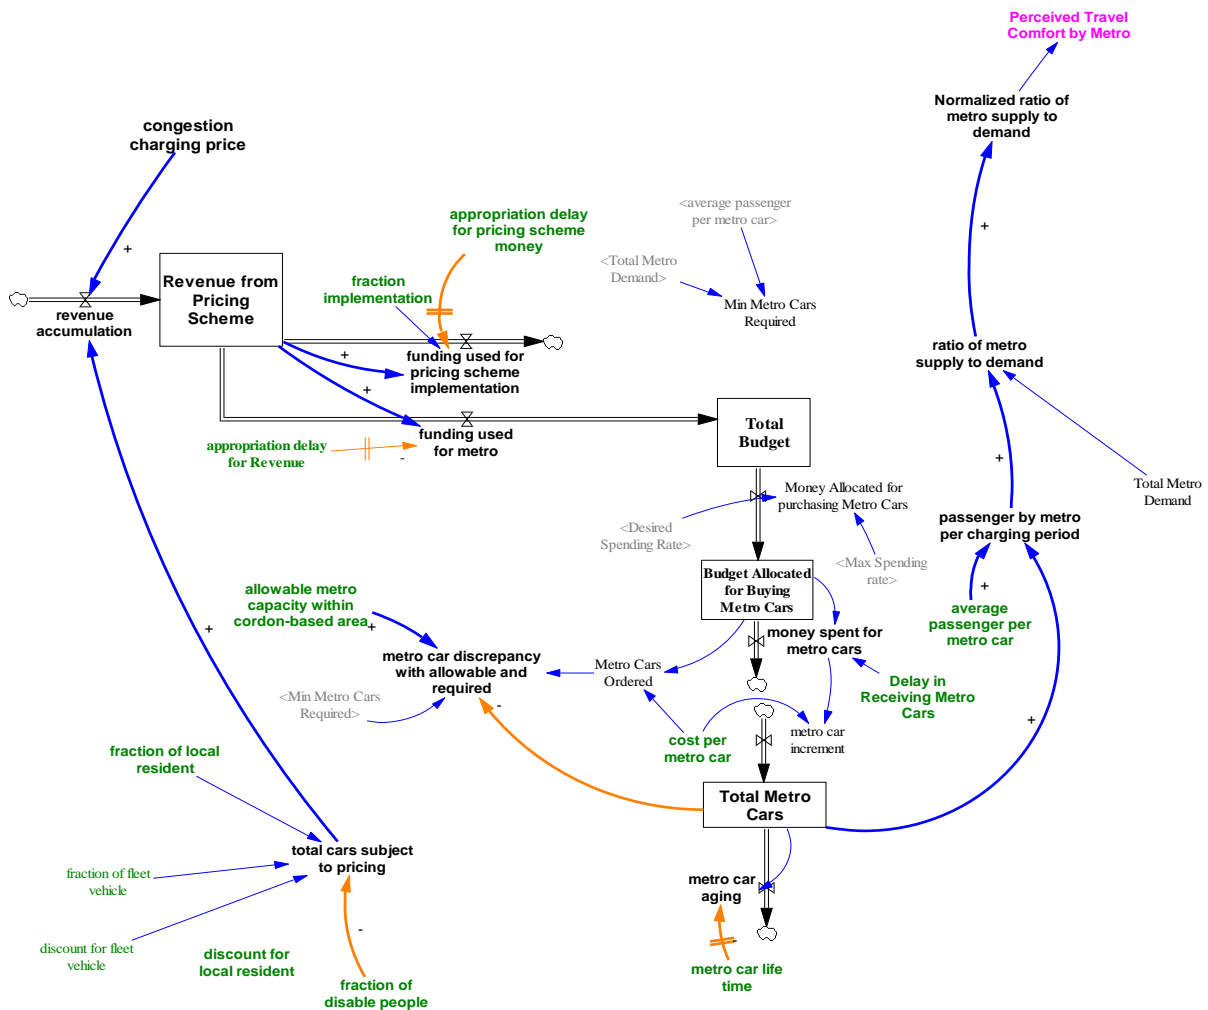 Perceived Travel
Comfort by Metro
Normalized ratio of
metro supply to
demand
congestion
charging price
+
appropriation delay
for pricing scheme
money
<average passenger
per metro car>
+
<Total Metro
Demand>
Revenue from
Pricing
Scheme
fraction
implementation
Min Metro Cars
Required
revenue
accumulation
ratio of metro
supply to demand
+
funding used for
pricing scheme
implementation
+
funding used
for metro
appropriation delay
for Revenue
-
Total
Budget
+
Total Metro
Demand
Money Allocated for
purchasing Metro Cars
<Desired
Spending Rate>
passenger by metro
per charging period
<Max Spending
rate>
Budget Allocated
for Buying
Metro Cars
+
allowable metro
capacity within
cordon-based area
+
+
average
passenger per
metro car
money spent for
metro cars
metro car discrepancy
with allowable and
required
Metro Cars
Ordered
Delay in
Receiving Metro
Cars
<Min Metro Cars
Required>
-
+
cost per
metro car
metro car
increment
fraction of local
resident
Total Metro
Cars
total cars subject
to pricing
fraction of fleet
vehicle
metro car
aging
-
-
discount for fleet
vehicle
discount for
local resident
metro car life
time
fraction of
disable people